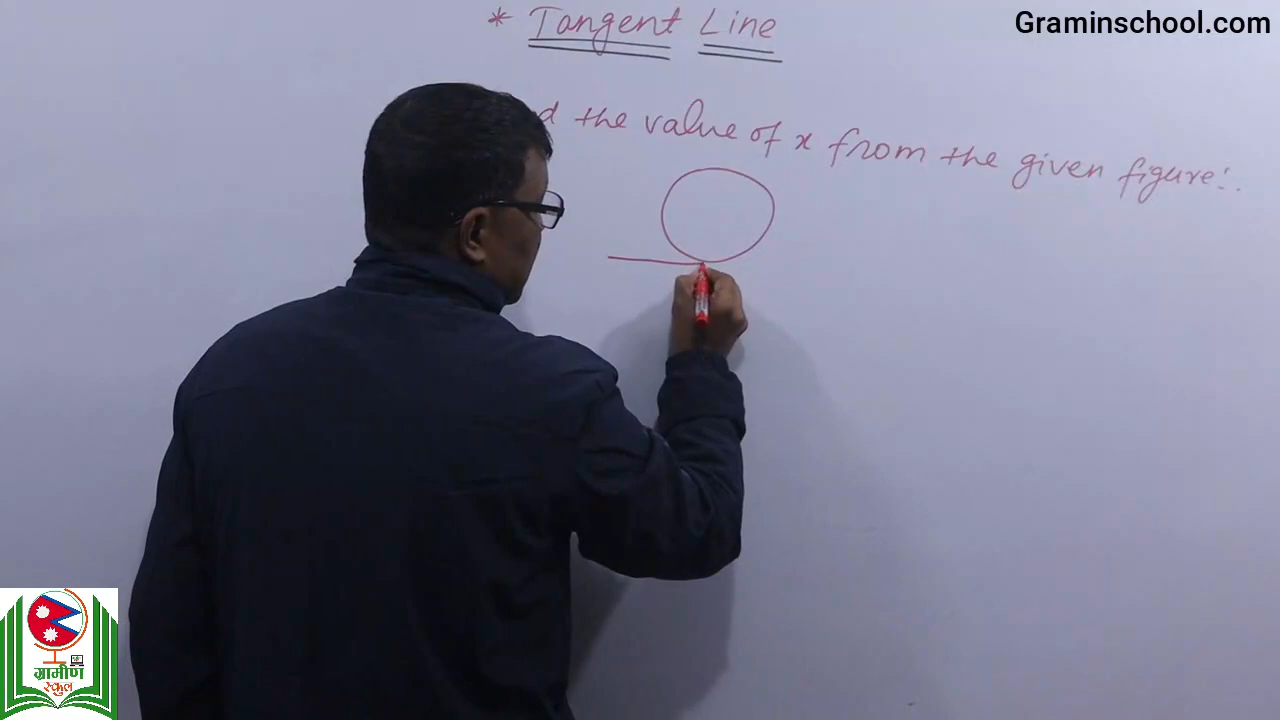 Graminschool.com
* Tangent Line
the value of x from the given figure:.
ग्रामीण
स्कुल